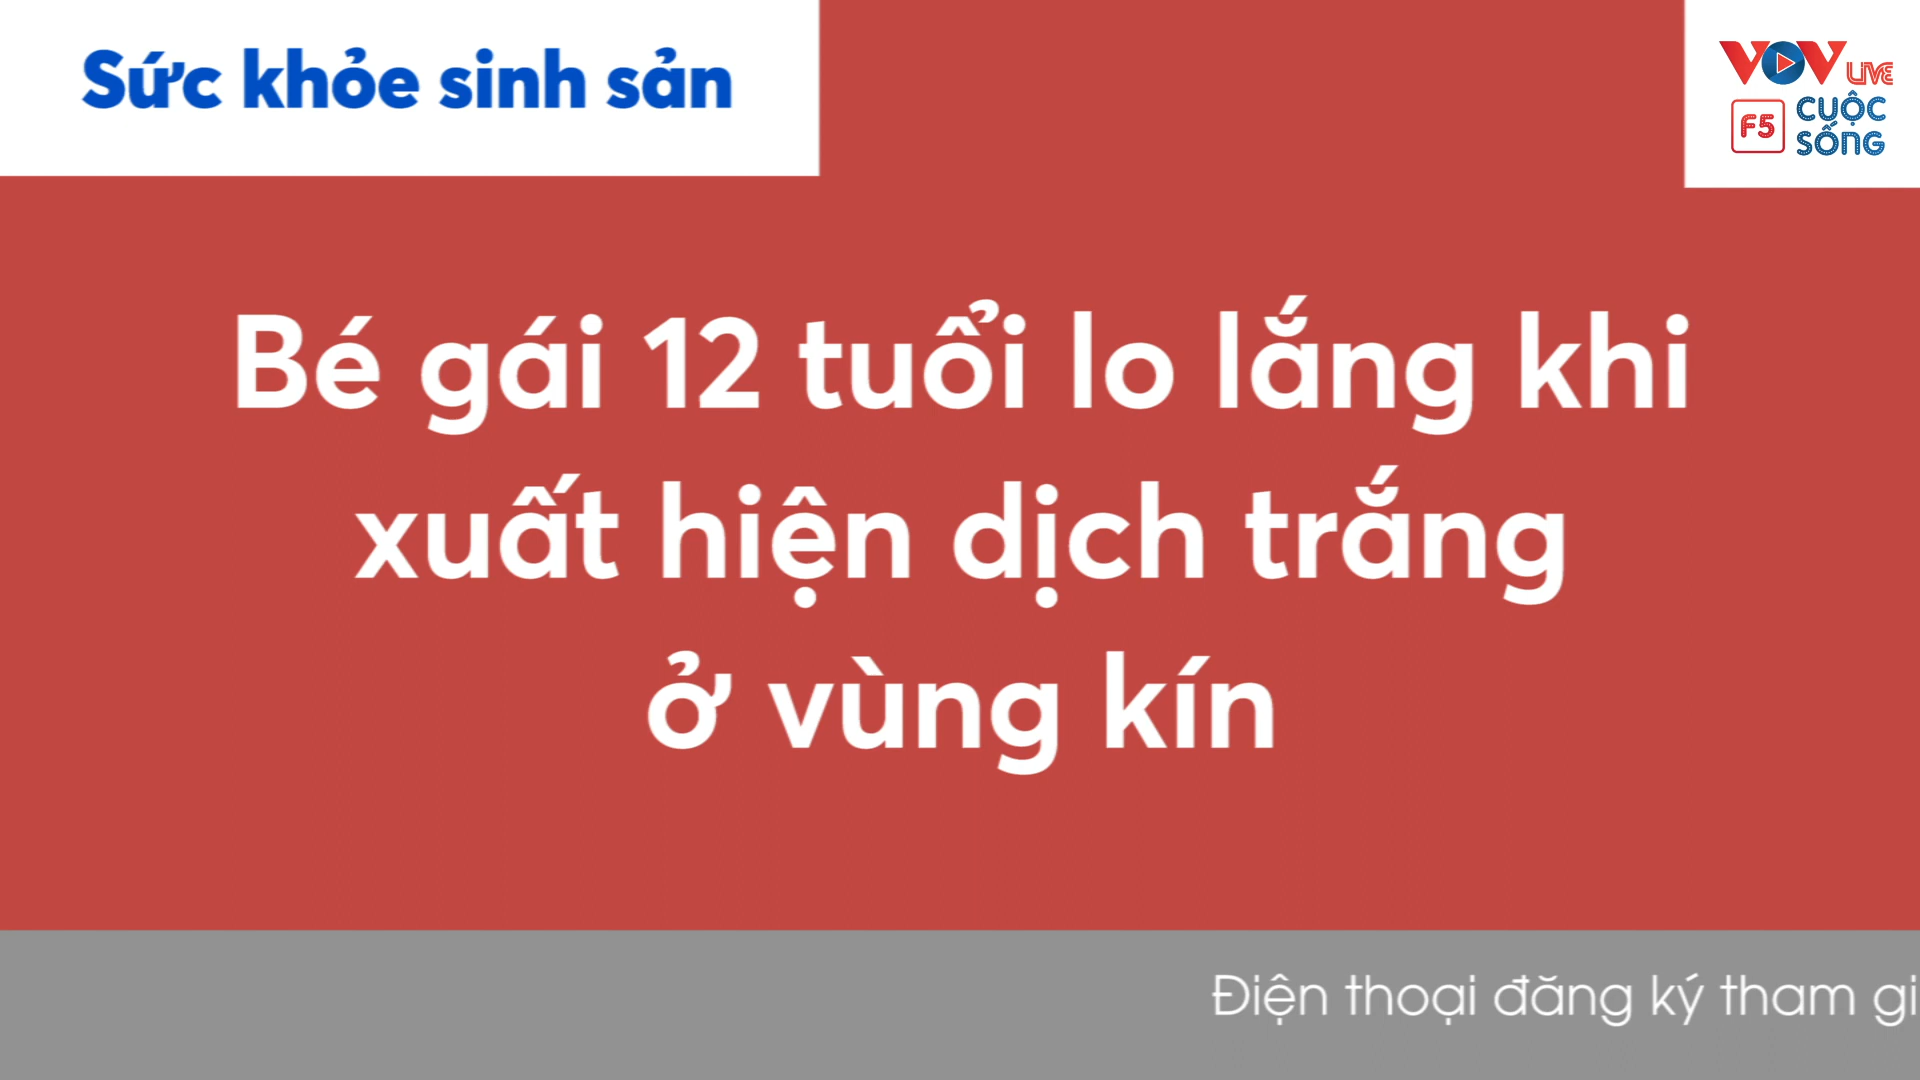 Sức khỏe sinh sản
VOV LIVE
F5 CUỘC
SỐNG
Bé gái 12 tuổi lo lắng khi
xuất hiện dịch trắng
ở vùng kín
Điện thoại đăng ký tham gi